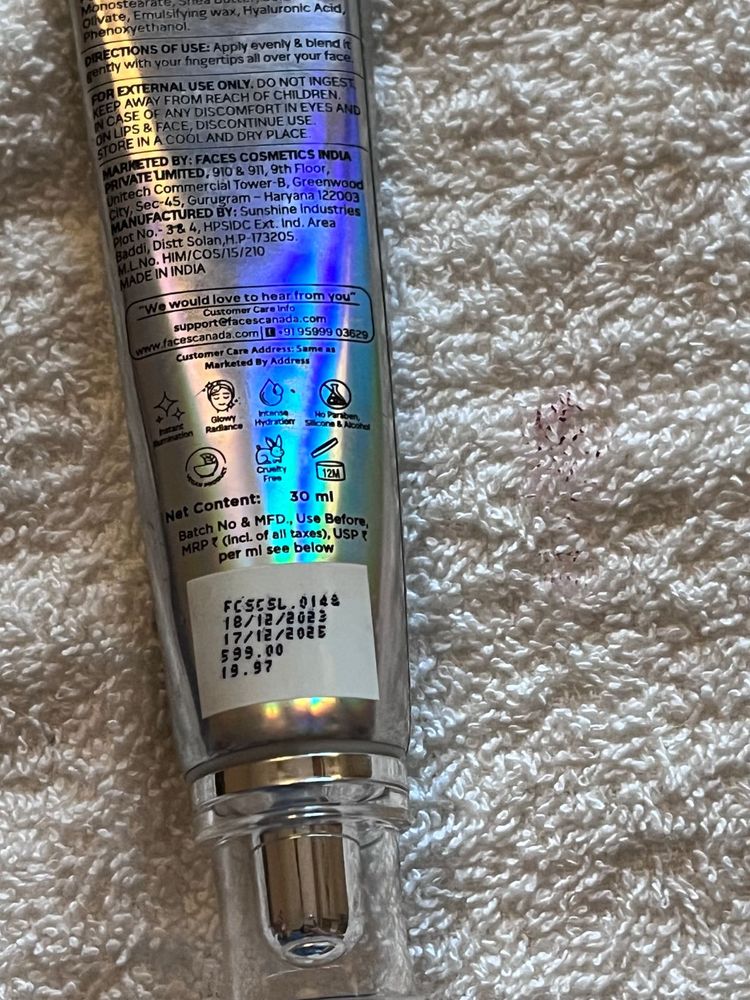 Monostearate, Shea Butter,
Olivate, Emulsifying wax, Hyaluronic Acid,
Phenoxyethanol.
DIRECTIONS OF USE: Apply evenly & blend it
gently with your fingertips all over your face.
FOR EXTERNAL USE ONLY. DO NOT INGEST.
KEEP AWAY FROM REACH OF CHILDREN.
IN CASE OF ANY DISCOMFORT IN EYES AND
ON LIPS & FACE, DISCONTINUE USE.
STORE IN A COOL AND DRY PLACE.
MARKETED BY: FACES COSMETICS INDIA
PRIVATE LIMITED, 910 & 911, 9th Floor,
Unitech Commercial Tower-B, Greenwood
City, Sec-45, Gurugram - Haryana 122003
MANUFACTURED BY: Sunshine Industries
Plot No.- 3 & 4, HPSIDC Ext. Ind. Area
Baddi, Distt Solan,H.P-173205.
M.L.No. HIM/COS/15/210
MADE IN INDIA
"We would love to hear from you"
Customer Care Info
support@facescanada.com
www.facescanada.com | +91 95999 03629
Customer Care Address: Same as
Marketed By Address
Instant Illumination
Glowy Radiance
Intense Hydration
No Paraben, Silicone & Alcohol
VEGAN PRODUCT
Cruelty Free
12M
Net Content: 30 ml
Batch No & MFD., Use Before,
MRP ₹ (incl. of all taxes), USP ₹
per ml see below
FCSCSL.0148
18/12/2023
17/12/2025
599.00
19.97